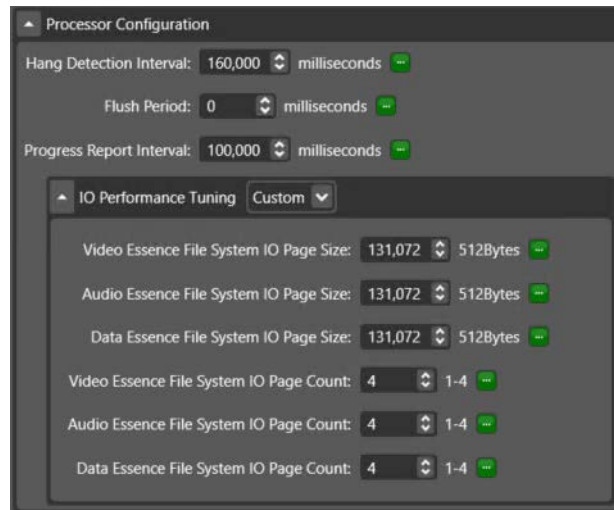 Processor Configuration
Hang Detection Interval: 160,000 milliseconds
Flush Period: 0 milliseconds
Progress Report Interval: 100,000 milliseconds
IO Performance Tuning Custom
Video Essence File System IO Page Size: 131,072 512Bytes
Audio Essence File System IO Page Size: 131,072 512Bytes
Data Essence File System IO Page Size: 131,072 512Bytes
Video Essence File System IO Page Count: 4 1-4
Audio Essence File System IO Page Count: 4 1-4
Data Essence File System IO Page Count: 4 1-4